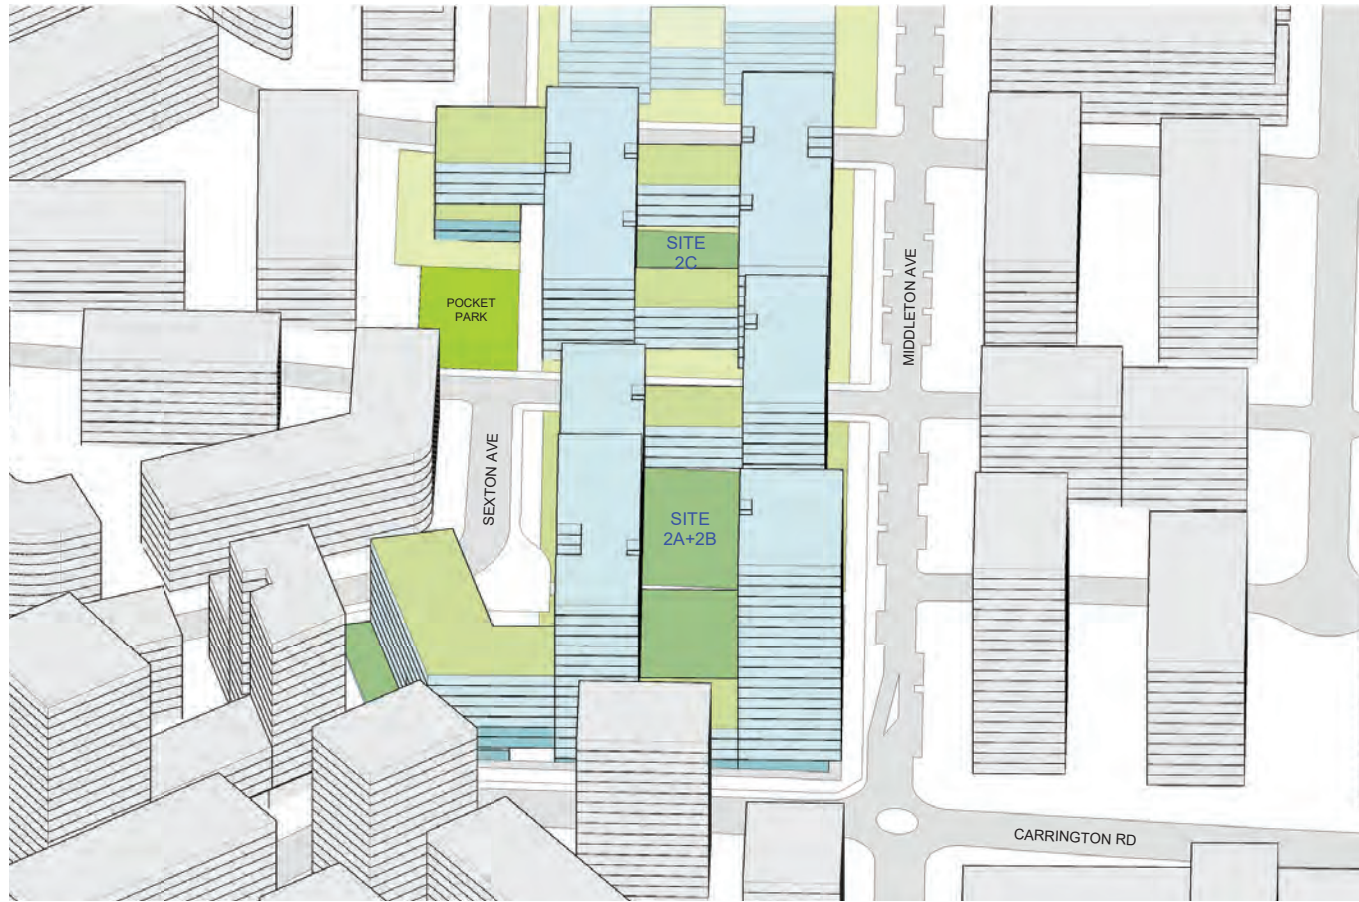 SITE
2C
POCKET
PARK
MIDDLETON AVE
SEXTON AVE
SITE
2A+2B
CARRINGTON RD